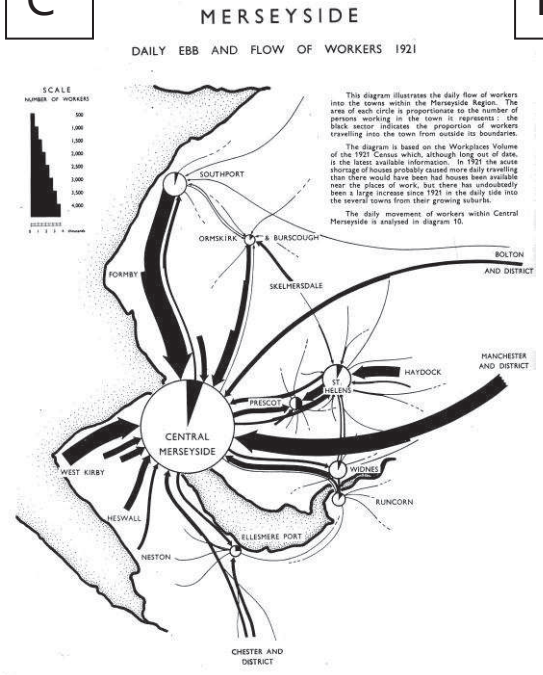 C
MERSEYSIDE
DAILY EBB AND FLOW OF WORKERS 1921
SCALE
NUMBER OF WORKERS
500
1,000
1,500
2,000
2,500
3,000
3,500
4,000
0 1 2 3 4 thousands
This diagram illustrates the daily flow of workers
into the towns within the Merseyside Region. The
area of each circle is proportionate to the number of
persons working in the town it represents : the
black sector indicates the proportion of workers
travelling into the town from outside its boundaries.
The diagram is based on the Workplaces Volume
of the 1921 Census which, although long out of date,
is the latest available information. In 1921 the acute
shortage of houses probably caused more daily travelling
than there would have been had houses been available
near the places of work, but there has undoubtedly
been a large increase since 1921 in the daily tide into
the several towns from their growing suburbs.
The daily movement of workers within Central
Merseyside is analysed in diagram 10.
SOUTHPORT
ORMSKIRK & BURSCOUGH
BOLTON
AND DISTRICT
FORMBY
SKELMERSDALE
MANCHESTER
AND DISTRICT
HAYDOCK
ST.
HELENS
PRESCOT
CENTRAL
MERSEYSIDE
WEST KIRBY
WIDNES
RUNCORN
HESWALL
ELLESMERE PORT
NESTON
CHESTER AND
DISTRICT